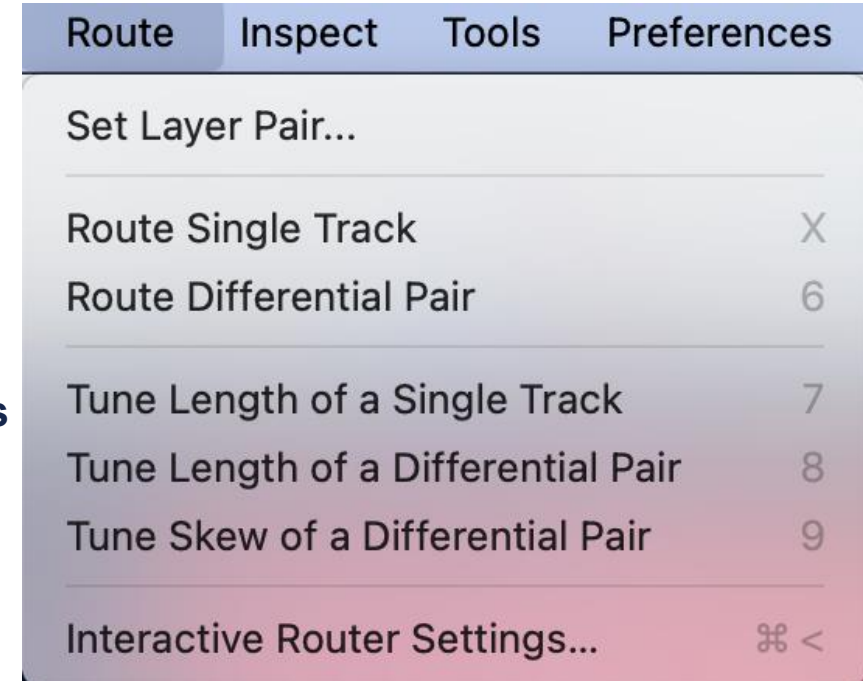 Route Inspect Tools Preferences
Set Layer Pair...
Route Single Track X
Route Differential Pair 6
s
Tune Length of a Single Track 7
Tune Length of a Differential Pair 8
Tune Skew of a Differential Pair 9
Interactive Router Settings... ⌘ <